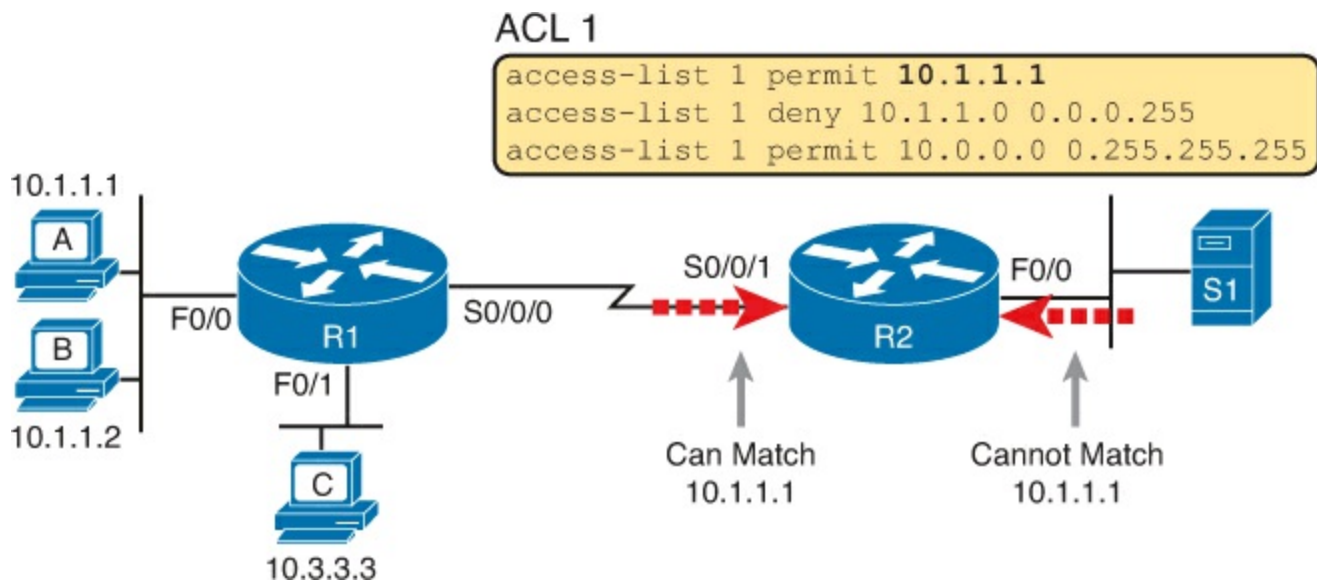 ACL 1
access-list 1 permit 10.1.1.1
access-list 1 deny 10.1.1.0 0.0.0.255
access-list 1 permit 10.0.0.0 0.255.255.255
10.1.1.1
A
B
10.1.1.2
F0/0
R1
S0/0/0
F0/1
C
10.3.3.3
S0/0/1
R2
F0/0
S1
Can Match
10.1.1.1
Cannot Match
10.1.1.1